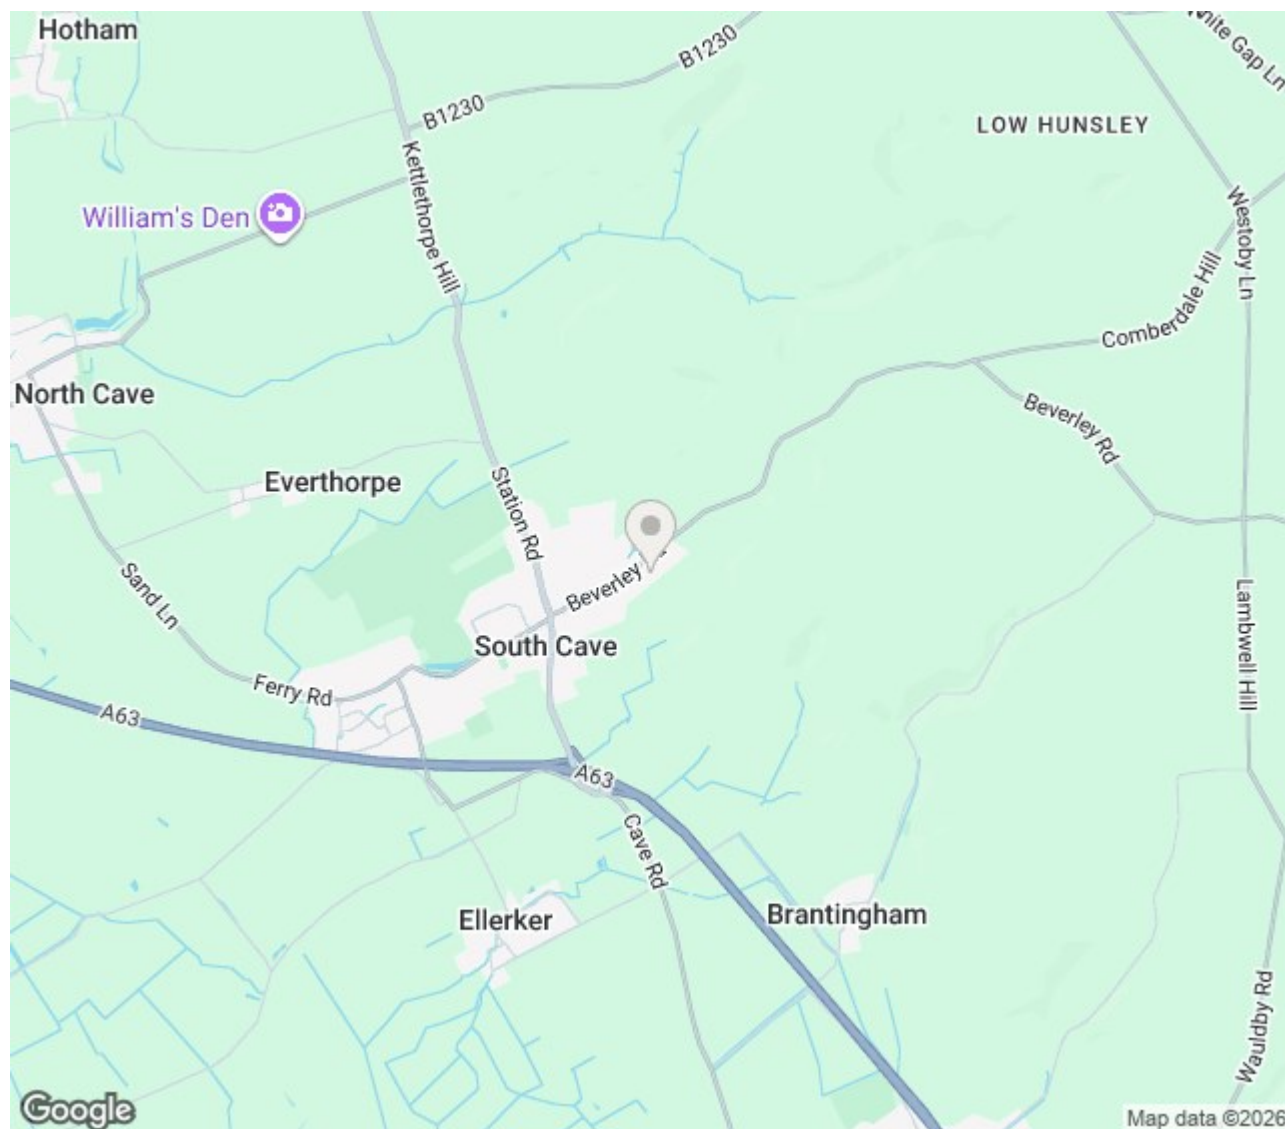 Hotham
B1230
B1230
White Gap Ln
LOW HUNSLEY
Kettlethorpe Hill
William's Den
Westoby Ln
Comberdale Hill
North Cave
Beverley Rd
Everthorpe
Station Rd
Sand Ln
Beverley
South Cave
Lambwell Hill
Ferry Rd
A63
A63
Cave Rd
Ellerker
Brantingham
Wauldby Rd
Google
Map data ©2026